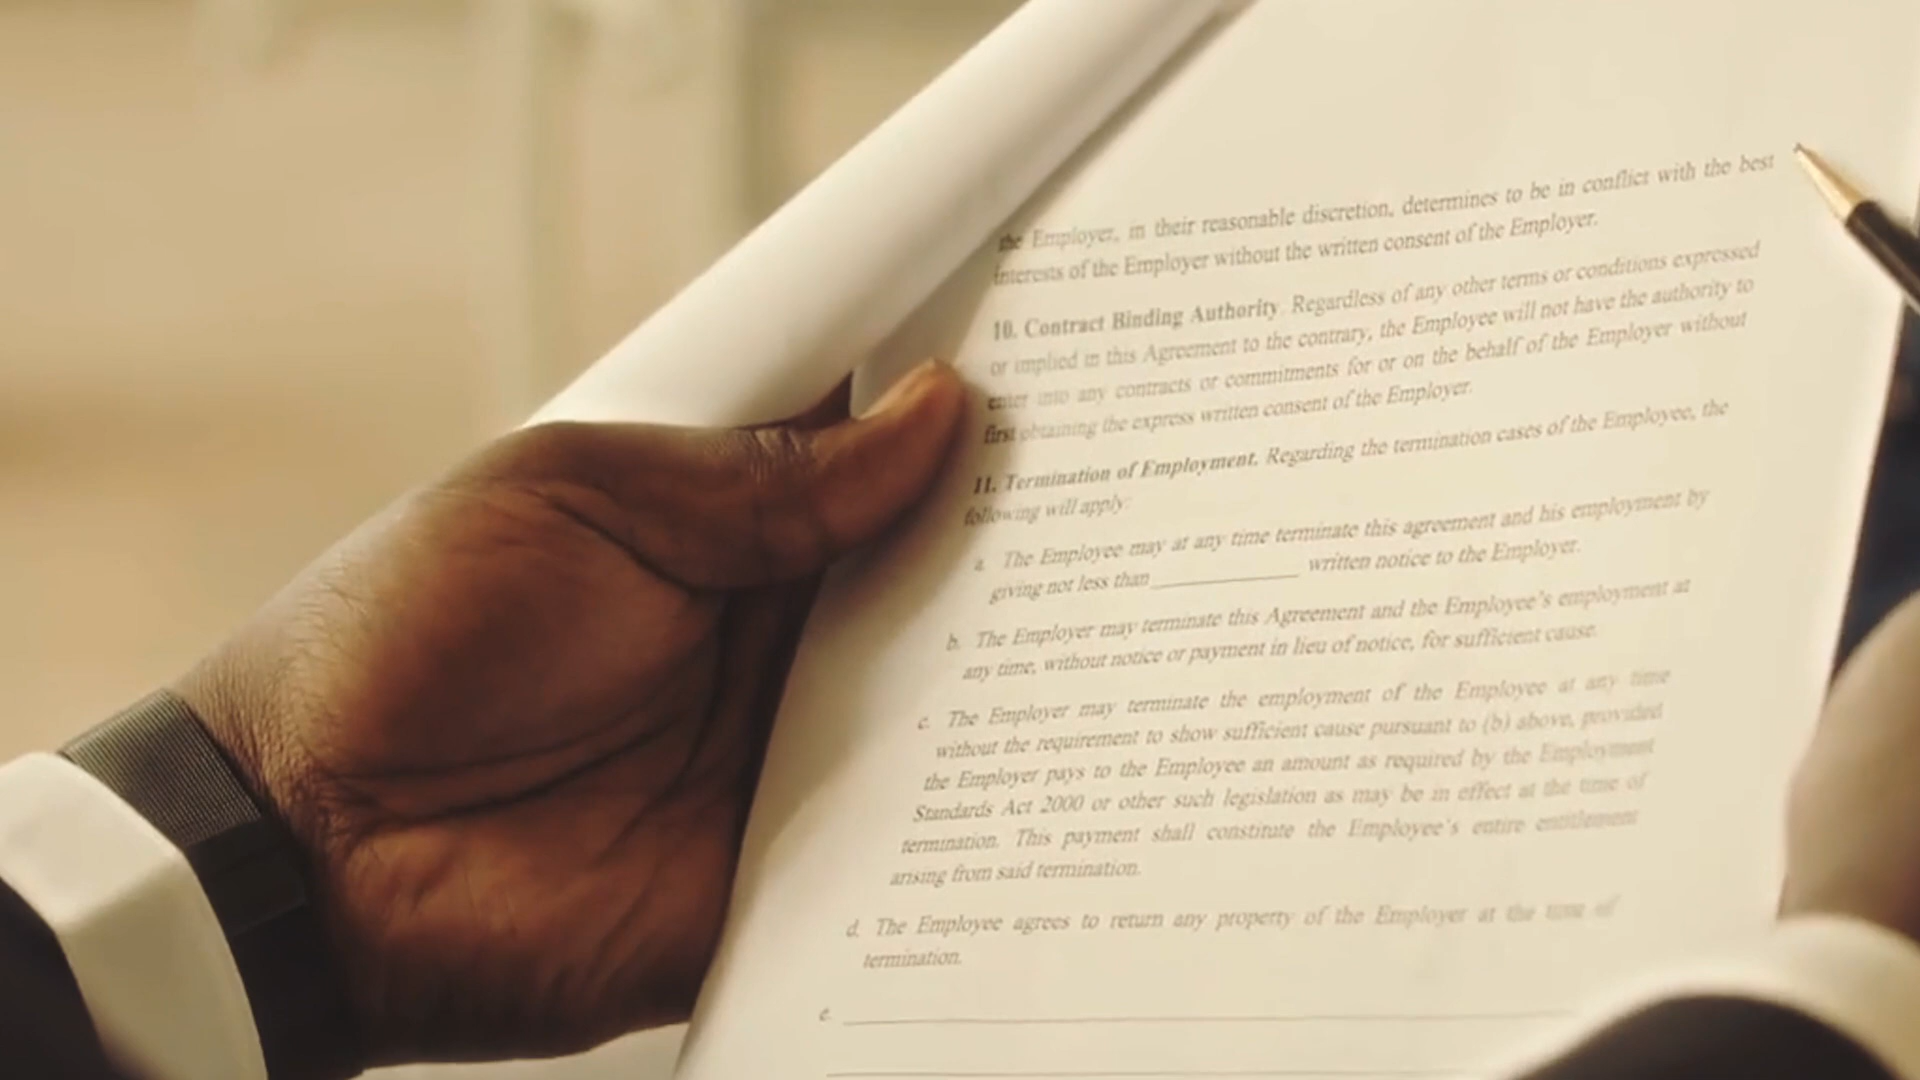 the Employer, in their reasonable discretion, determines to be in conflict with the best
interests of the Employer without the written consent of the Employer.
10. Contract Binding Authority. Regardless of any other terms or conditions expressed
or implied in this Agreement to the contrary, the Employee will not have the authority to
enter into any contracts or commitments for or on the behalf of the Employer without
first obtaining the express written consent of the Employer.
11. Termination of Employment. Regarding the termination cases of the Employee, the
following will apply:
a. The Employee may at any time terminate this agreement and his employment by
giving not less than ______________ written notice to the Employer.
b. The Employer may terminate this Agreement and the Employee's employment at
any time, without notice or payment in lieu of notice, for sufficient cause.
c. The Employer may terminate the employment of the Employee at any time
without the requirement to show sufficient cause pursuant to (b) above, provided
the Employer pays to the Employee an amount as required by the Employment
Standards Act 2000 or other such legislation as may be in effect at the time of
termination. This payment shall constitute the Employee's entire entitlement
arising from said termination.
d. The Employee agrees to return any property of the Employer at the time of
termination.
e.